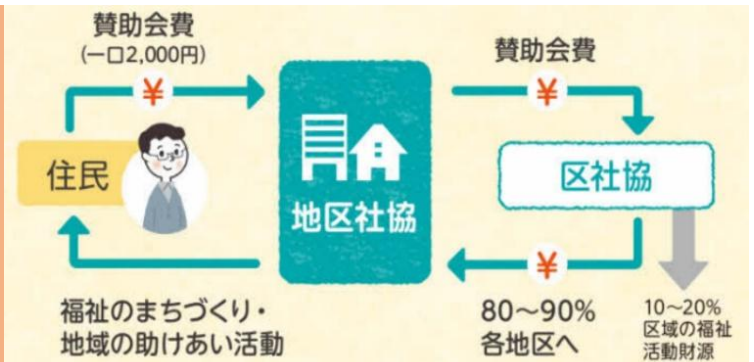 賛助会費
(一口2,000円)
¥
住民
地区社協
賛助会費
¥
区社協
¥
福祉のまちづくり・
地域の助けあい活動
80～90%
各地区へ
10～20%
区域の福祉
活動財源